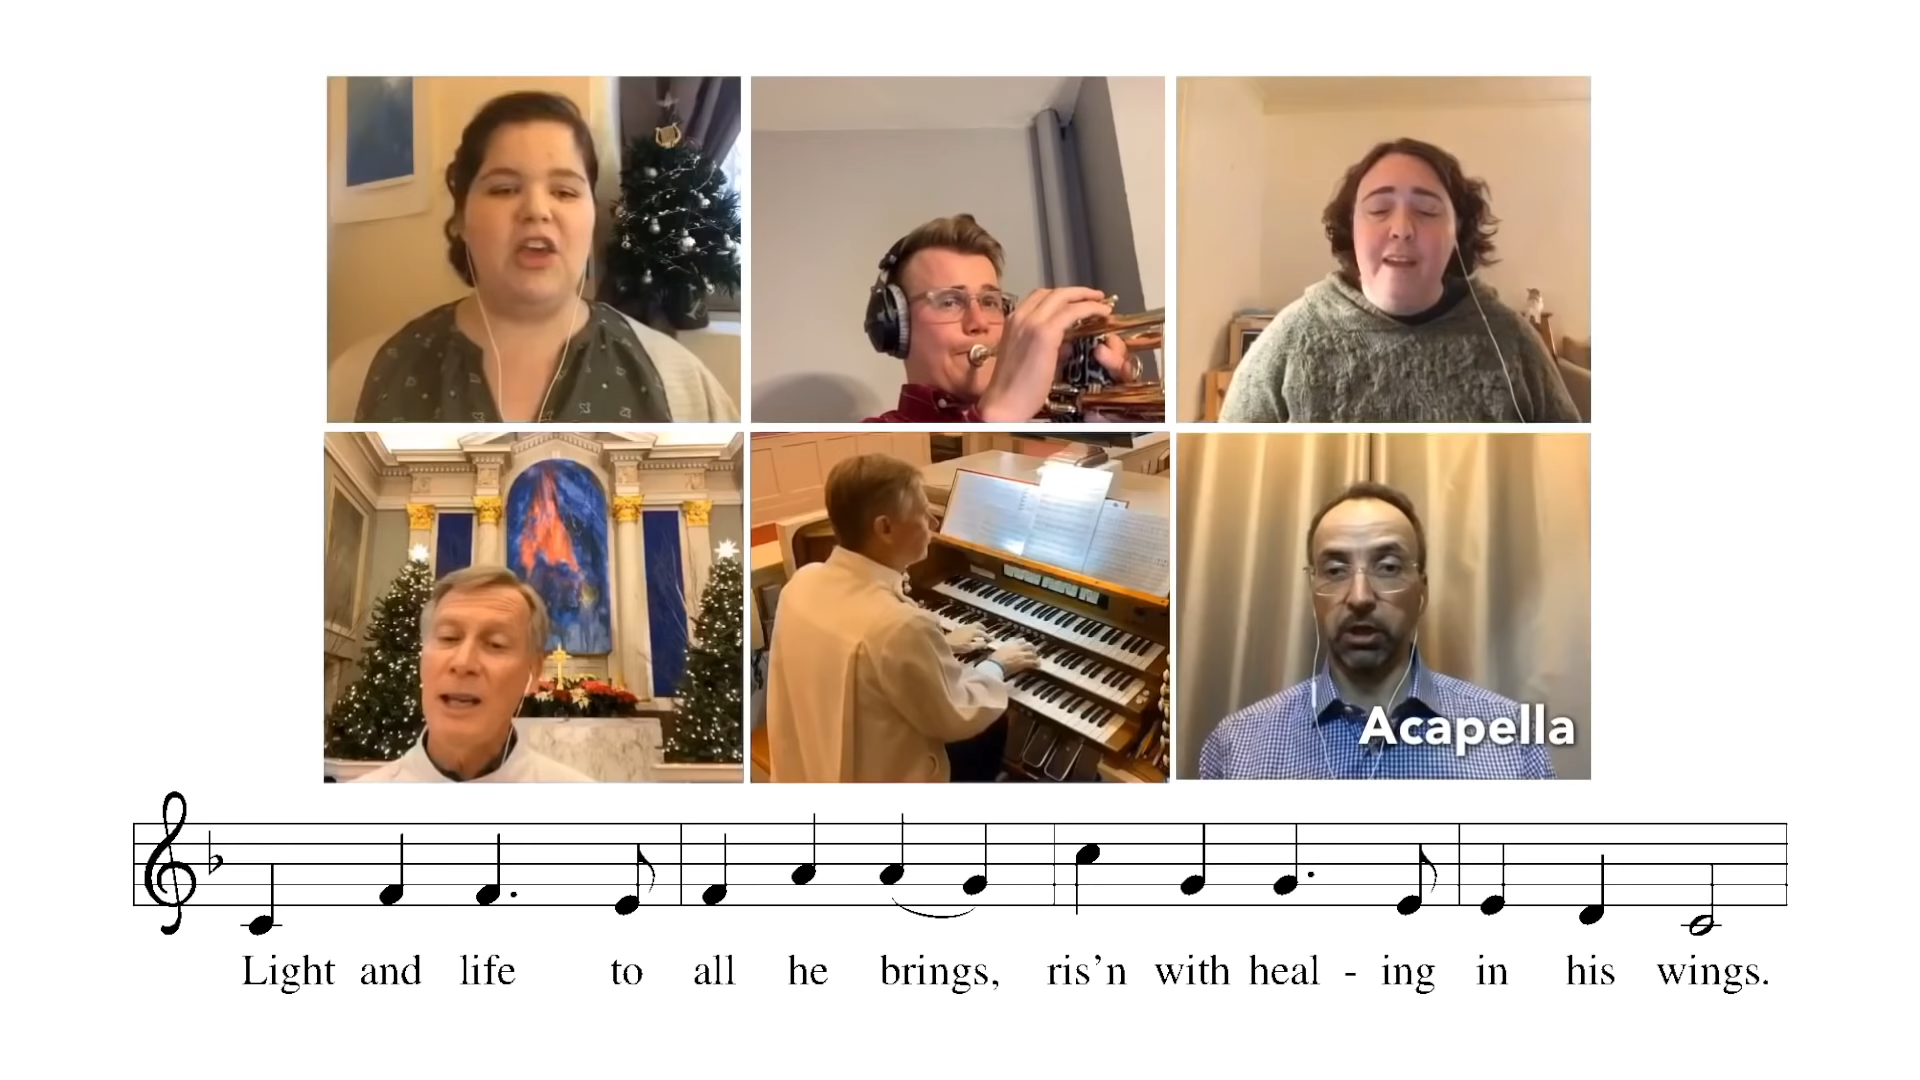 Acapella
Light and life to all he brings, ris'n with heal - ing in his wings.